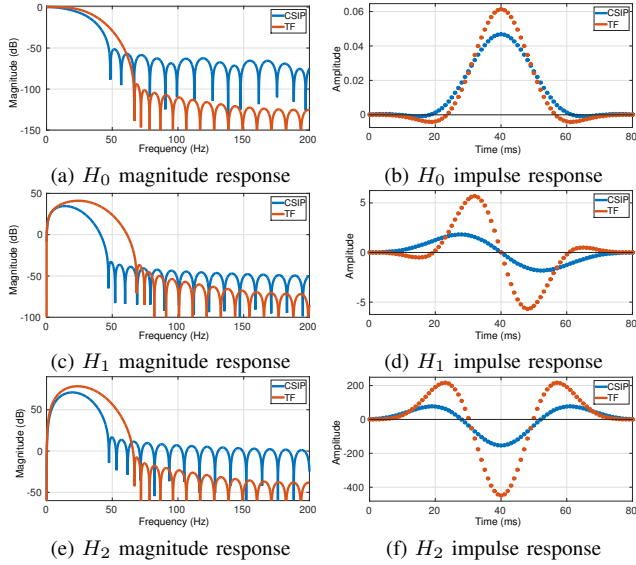 0
-50
-100
-150
Magnitude (dB)
0 50 100 150 200
Frequency (Hz)
CSIP
TF
(a) H0 magnitude response
0.06
0.04
0.02
0
Amplitude
0 20 40 60 80
Time (ms)
CSIP
TF
(b) H0 impulse response
50
0
-50
-100
Magnitude (dB)
0 50 100 150 200
Frequency (Hz)
CSIP
TF
(c) H1 magnitude response
5
0
-5
Amplitude
0 20 40 60 80
Time (ms)
CSIP
TF
(d) H1 impulse response
50
0
-50
Magnitude (dB)
0 50 100 150 200
Frequency (Hz)
CSIP
TF
(e) H2 magnitude response
200
0
-200
-400
Amplitude
0 20 40 60 80
Time (ms)
CSIP
TF
(f) H2 impulse response